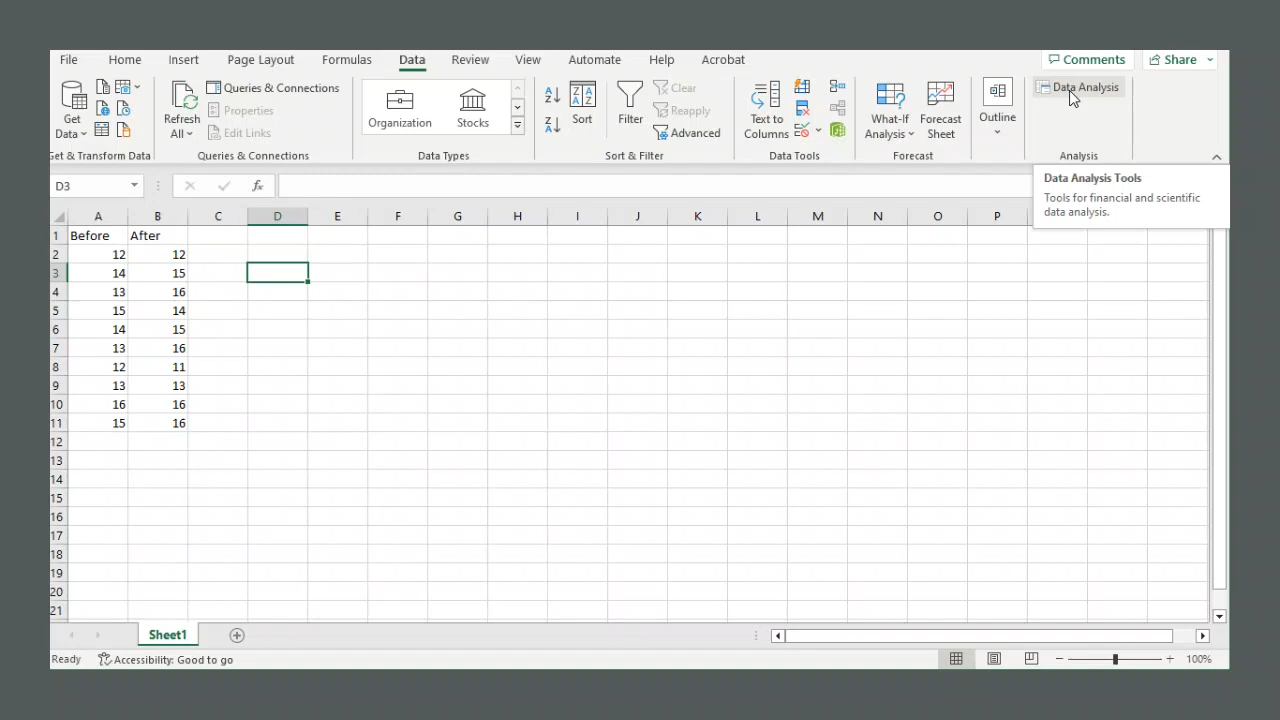 File Home Insert Page Layout Formulas Data Review View Automate Help Acrobat Comments Share
Get Data
Refresh All
Queries & Connections
Properties
Edit Links
Organization
Stocks
Sort
Filter
Clear
Reapply
Advanced
Text to Columns
What-If Analysis
Forecast Sheet
Outline
Data Analysis
Get & Transform Data Queries & Connections Data Types Sort & Filter Data Tools Forecast Analysis
Data Analysis Tools
Tools for financial and scientific
data analysis.
D3 fx
A B C D E F G H I J K L M N O P
1 Before After
2 12 12
3 14 15
4 13 16
5 15 14
6 14 15
7 13 16
8 12 11
9 13 13
10 16 16
11 15 16
12
13
14
15
16
17
18
19
20
21
Sheet1
Ready Accessibility: Good to go 100%